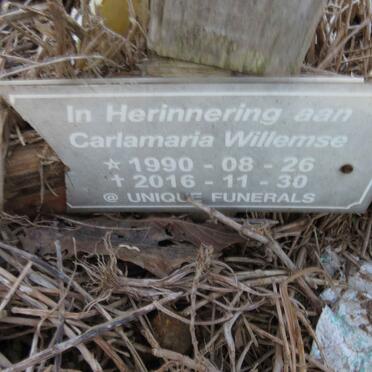 In Herinnering aan
Carlamaria Willemse
★ 1990 - 08 - 26
✝ 2016 - 11 - 30
@ UNIQUE FUNERALS